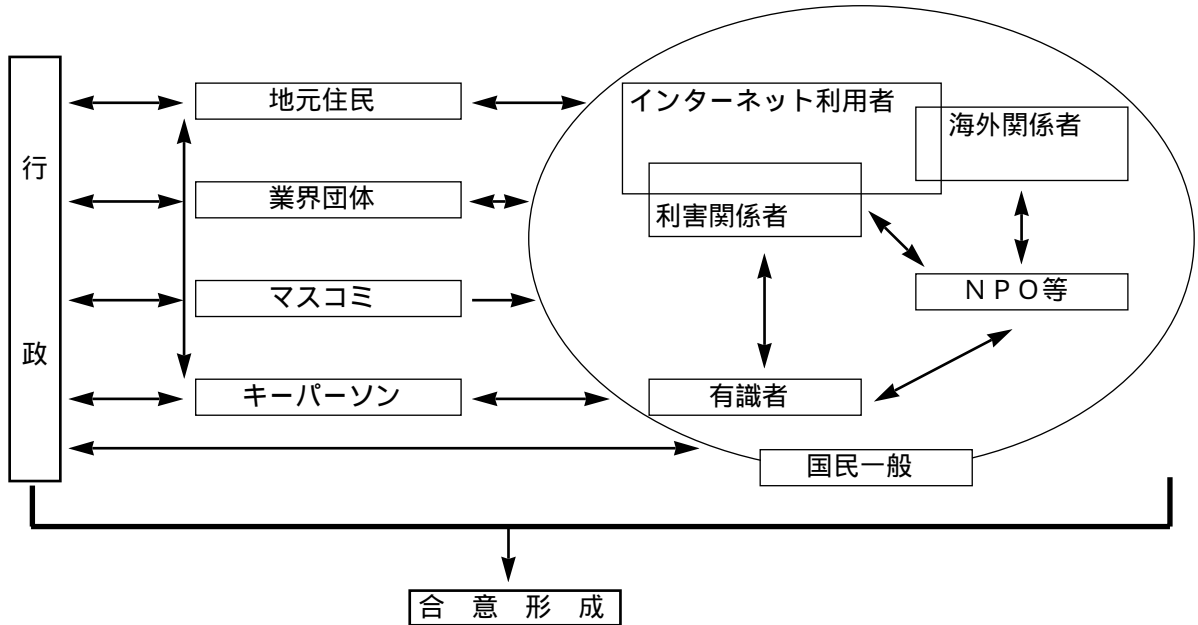 行政
地元住民
業界団体
マスコミ
キーパーソン
インターネット利用者
海外関係者
利害関係者
ＮＰＯ等
有識者
国民一般
合　意　形　成